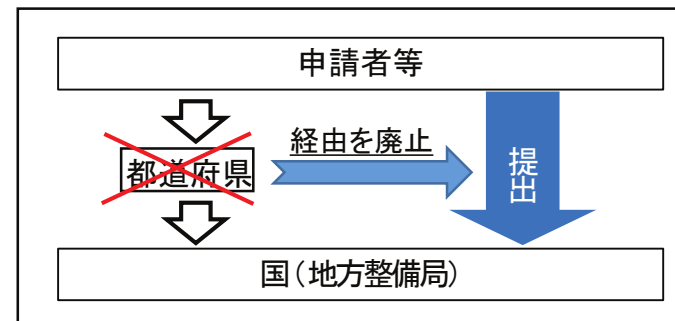 申請者等
経由を廃止
都道府県
提出
国（地方整備局）